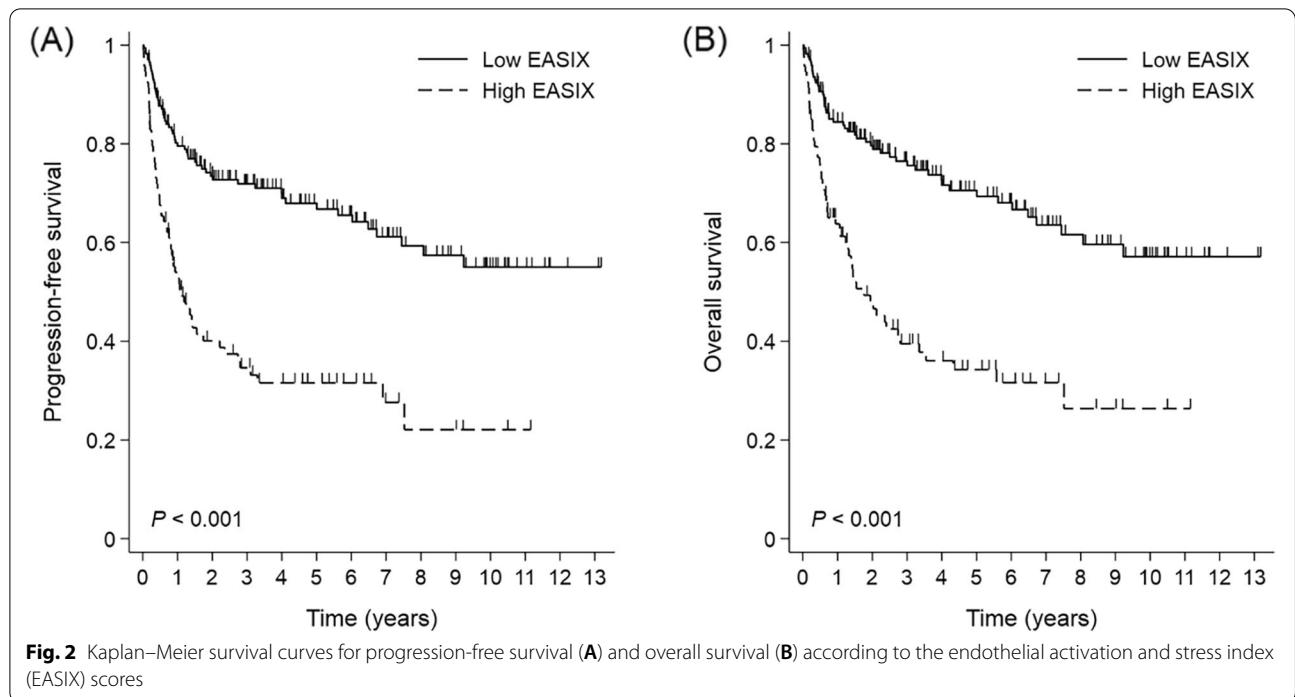 (A)
Low EASIX
High EASIX
Progression-free survival
1
0.8
0.6
0.4
0.2
0
P < 0.001
0 1 2 3 4 5 6 7 8 9 10 11 12 13
Time (years)
(B)
Low EASIX
High EASIX
Overall survival
1
0.8
0.6
0.4
0.2
0
P < 0.001
0 1 2 3 4 5 6 7 8 9 10 11 12 13
Time (years)
Fig. 2 Kaplan–Meier survival curves for progression-free survival (A) and overall survival (B) according to the endothelial activation and stress index
(EASIX) scores